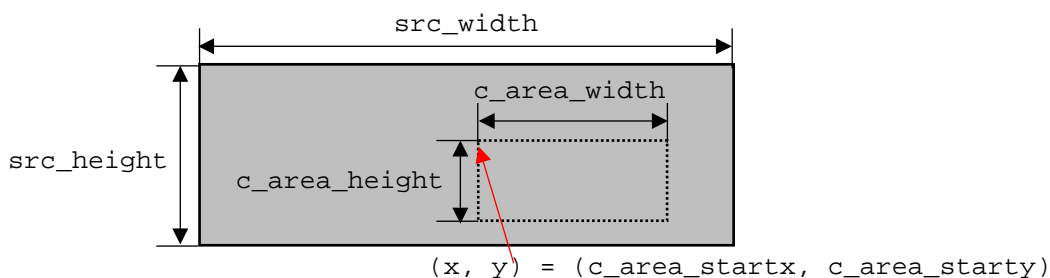 src_width
c_area_width
src_height
c_area_height
(x, y) = (c_area_startx, c_area_starty)